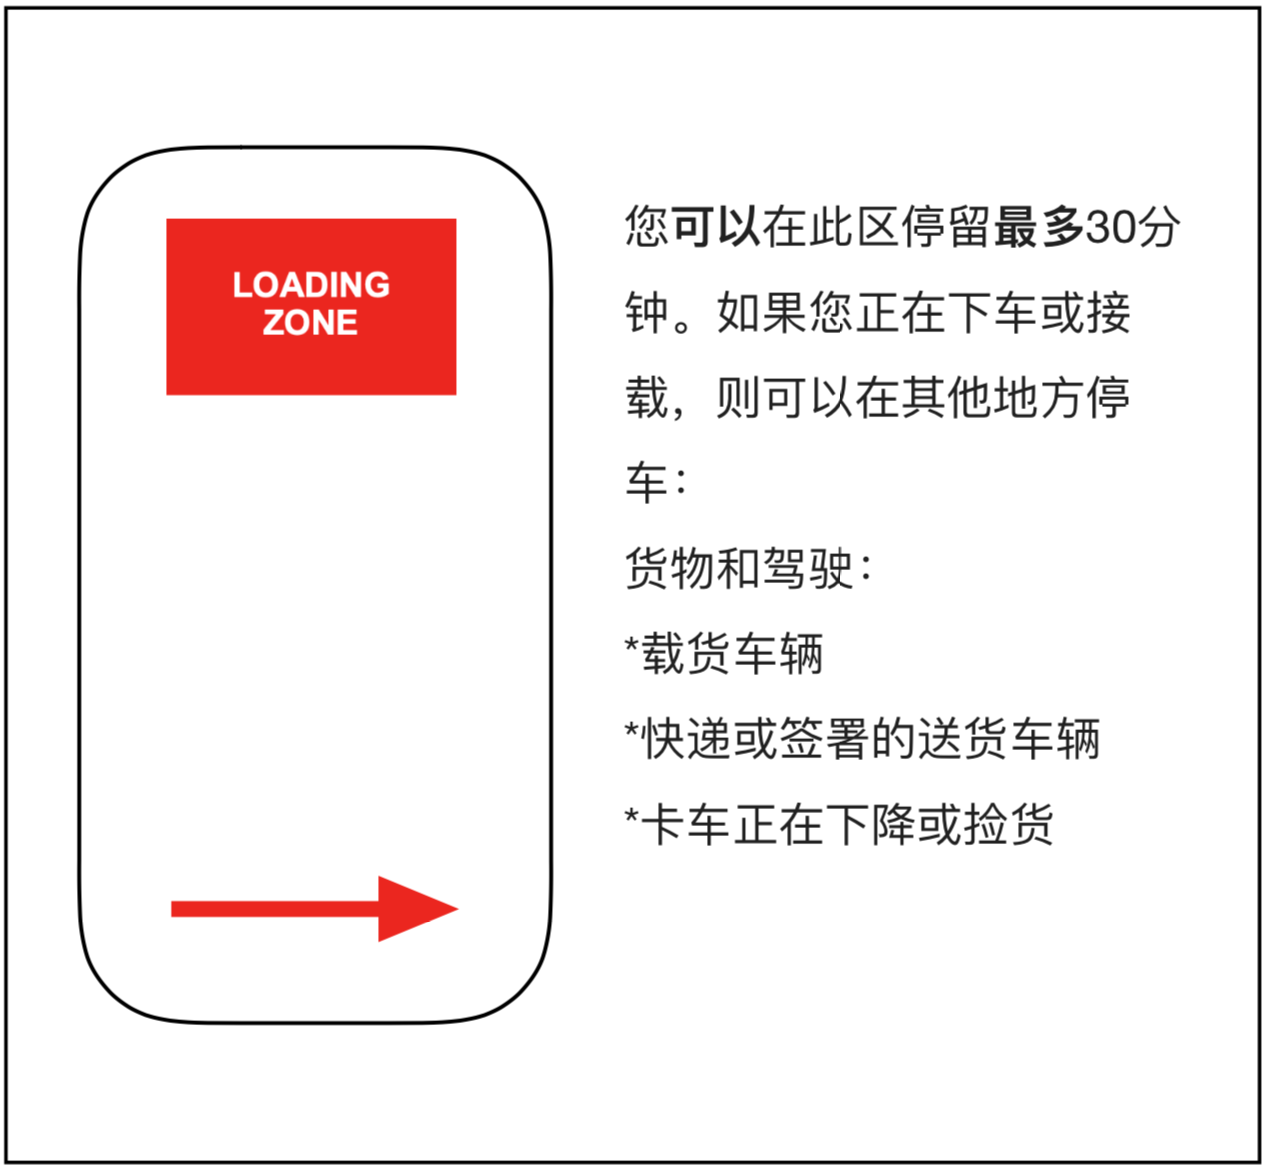 LOADING
ZONE
您可以在此区停留最多30分
钟。如果您正在下车或接
载，则可以在其他地方停
车：
货物和驾驶：
*载货车辆
*快递或签署的送货车辆
*卡车正在下降或捡货